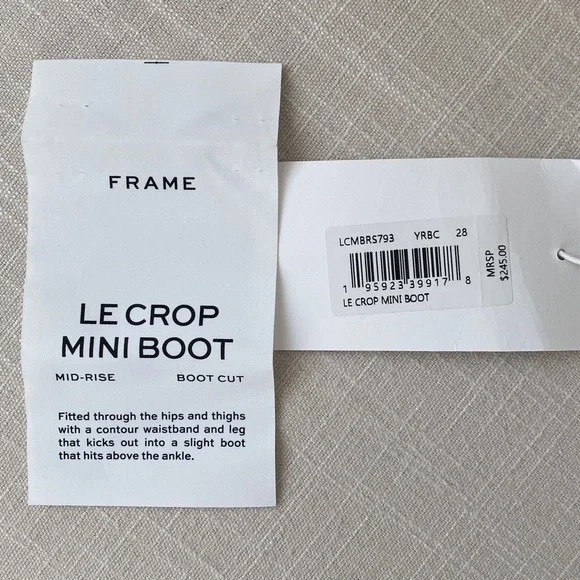 FRAME
LE CROP
MINI BOOT
MID-RISE BOOT CUT
Fitted through the hips and thighs
with a contour waistband and leg
that kicks out into a slight boot
that hits above the ankle.
LCMBRS793 YRBC 28
1 95923 39917 8
LE CROP MINI BOOT
MRSP
$245.00